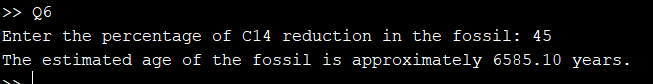 >> Q6
Enter the percentage of C14 reduction in the fossil: 45
The estimated age of the fossil is approximately 6585.10 years.
>>